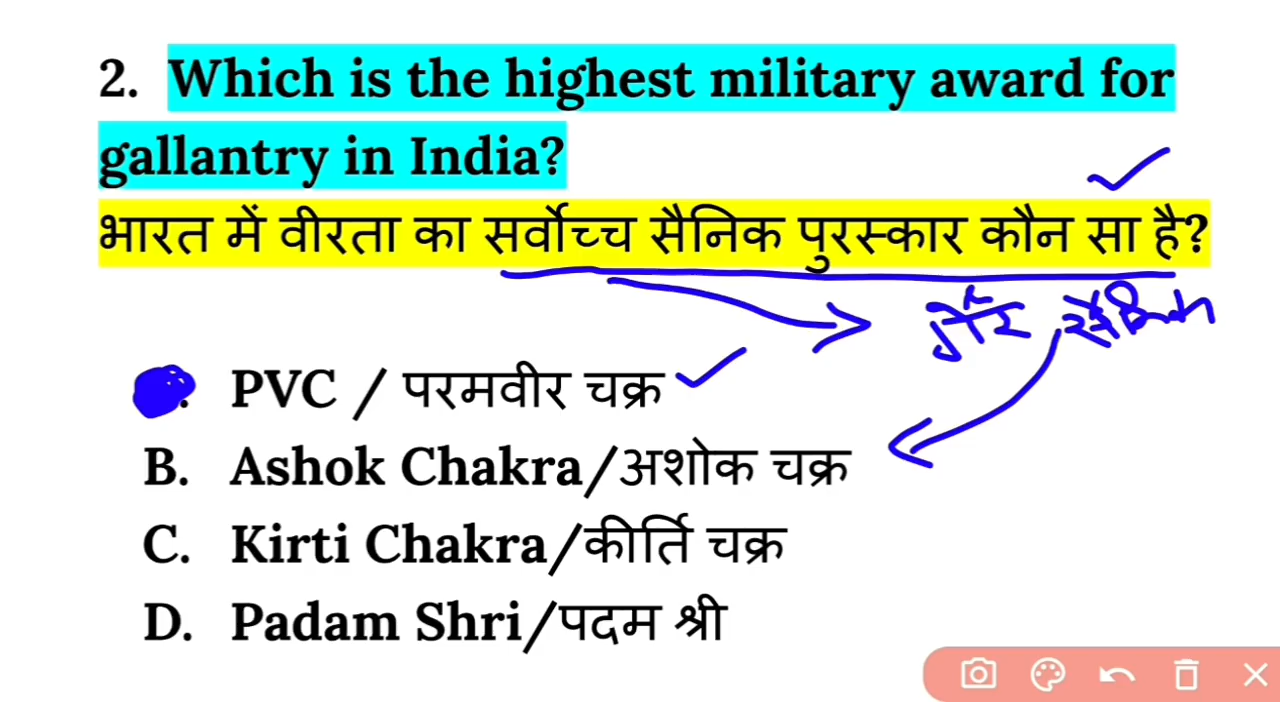 2. Which is the highest military award for
gallantry in India?
भारत में वीरता का सर्वोच्च सैनिक पुरस्कार कौन सा है?
PVC / परमवीर चक्र
B. Ashok Chakra/अशोक चक्र
C. Kirti Chakra/कीर्ति चक्र
D. Padam Shri/पदम श्री